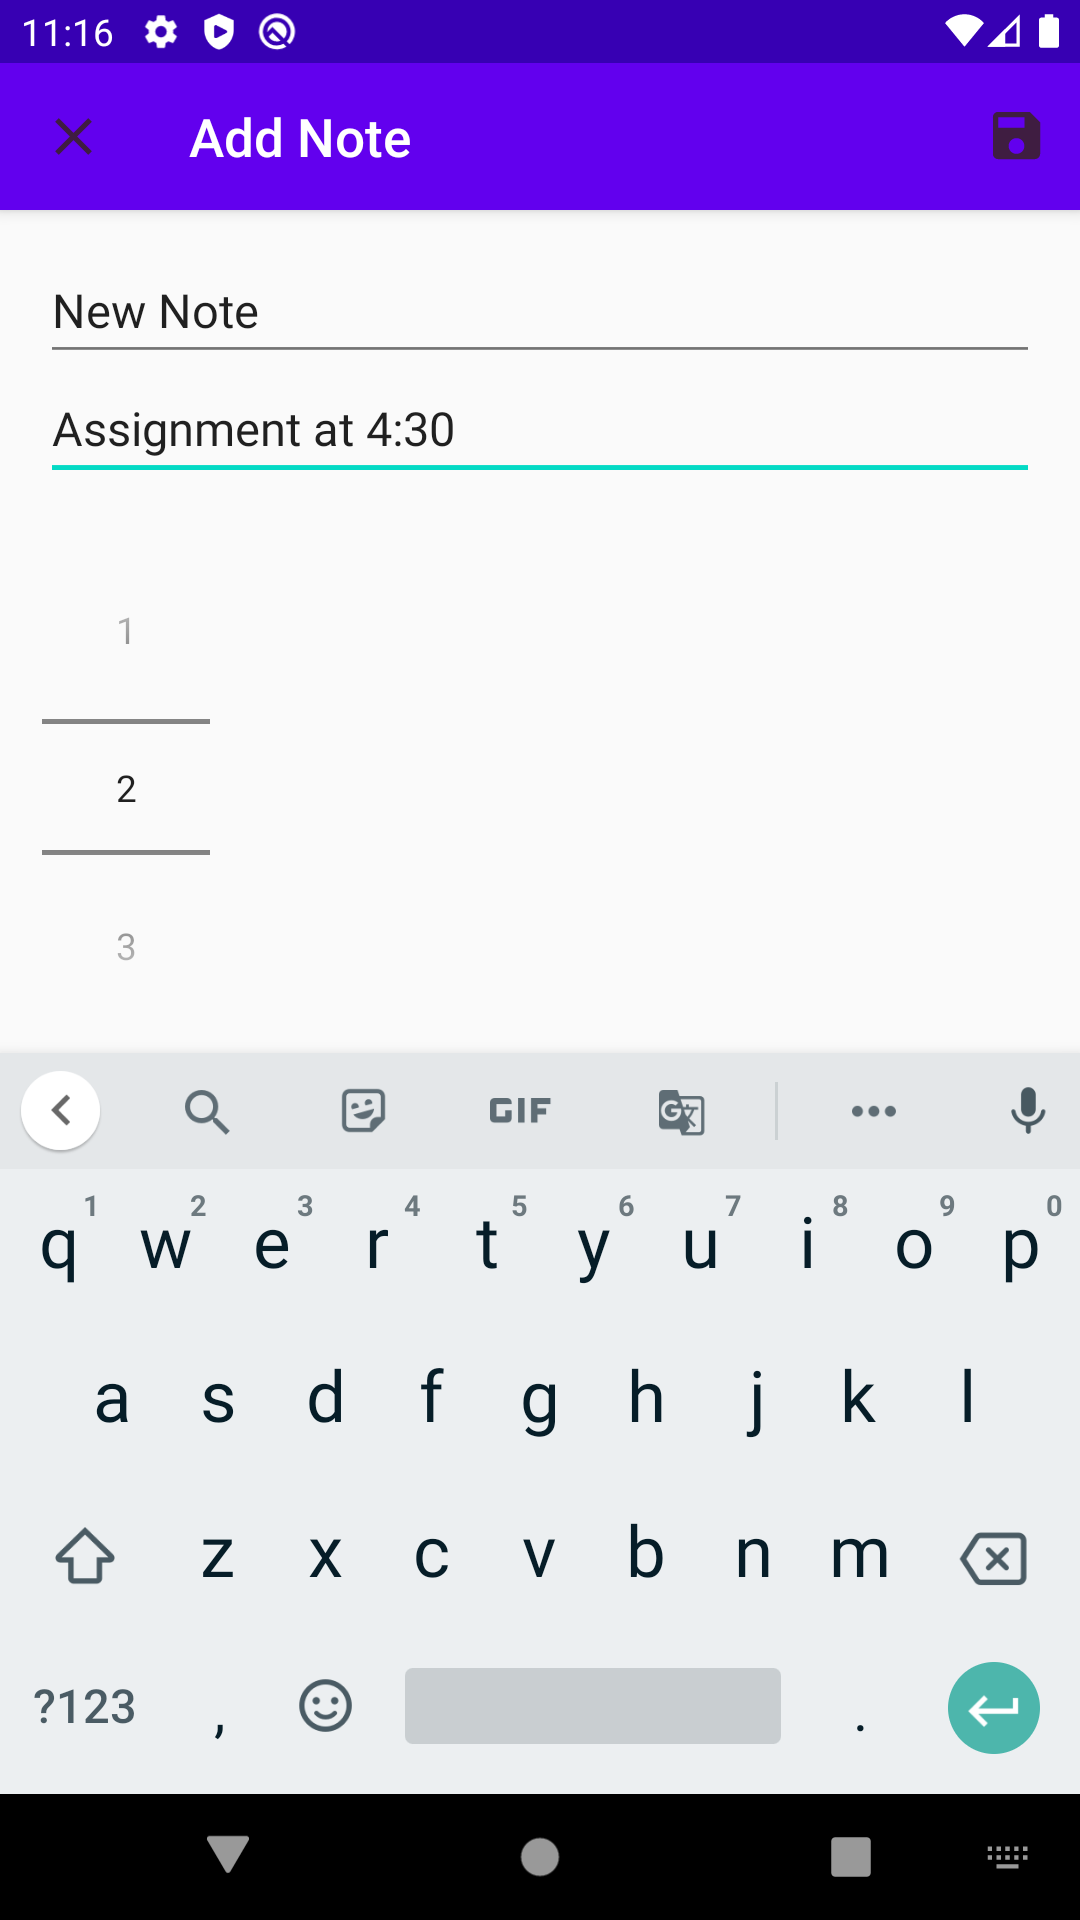 11:16
Add Note
New Note
Assignment at 4:30
1
2
3
GIF
G
1 2 3 4 5 6 7 8 9 0
q w e r t y u i o p
a s d f g h j k l
z x c v b n m
?123 , .